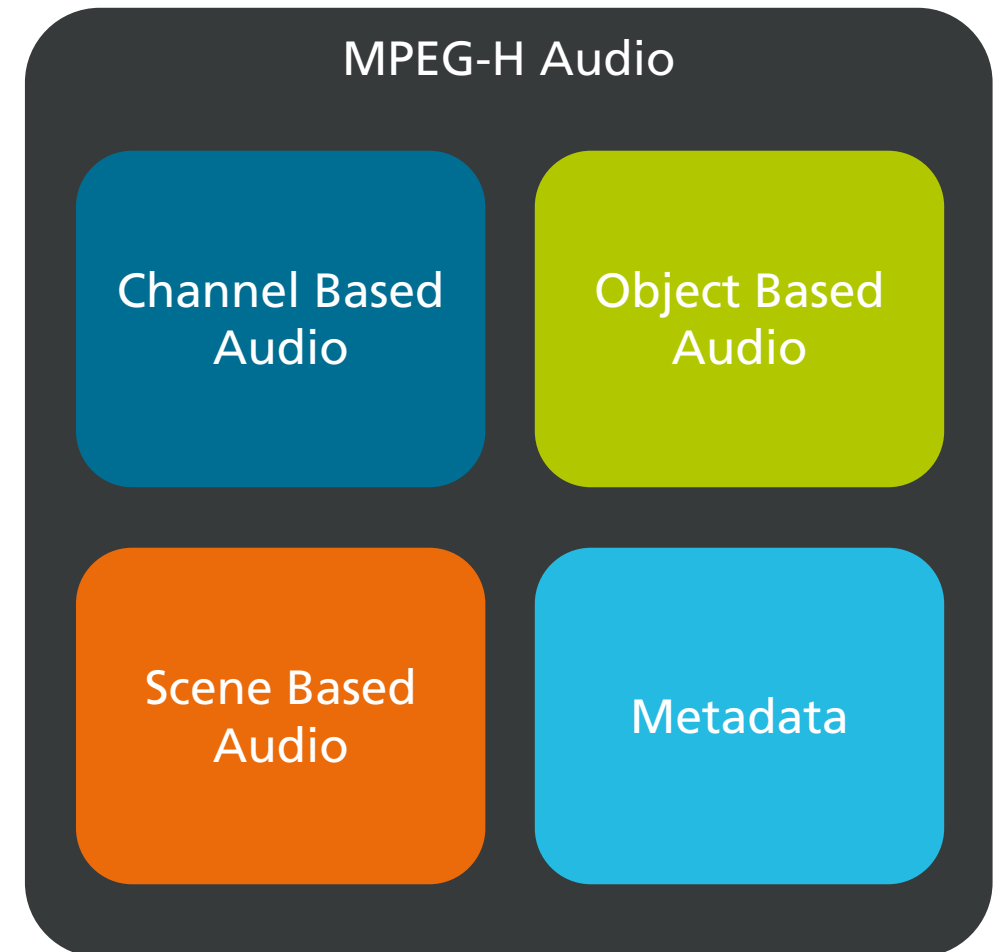 MPEG-H Audio
Channel Based
Audio
Object Based
Audio
Scene Based
Audio
Metadata